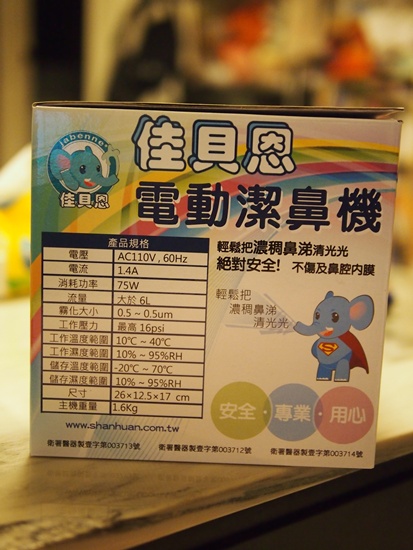 abenne
佳貝恩
佳貝恩
電動潔鼻機
產品規格
電壓 AC110V, 60Hz
電流 1.4A
消耗功率 75W
流量 大於 6L
霧化大小 0.5 ~ 0.5um
工作壓力 最高 16psi
工作溫度範圍 10℃ ~ 40℃
工作濕度範圍 10% ~ 95%RH
儲存溫度範圍 -20℃ ~ 70℃
儲存濕度範圍 10% ~ 95%RH
尺寸 26×12.5×17 cm
主機重量 1.6Kg
www.shanhuan.com.tw
輕鬆把濃稠鼻涕清光光
絕對安全! 不傷及鼻腔內膜
輕鬆把
濃稠鼻涕
清光光
S
安全・專業・用心
衛署醫器製壹字第003713號 衛署醫器製壹字第003712號 衛署醫器製壹字第003714號